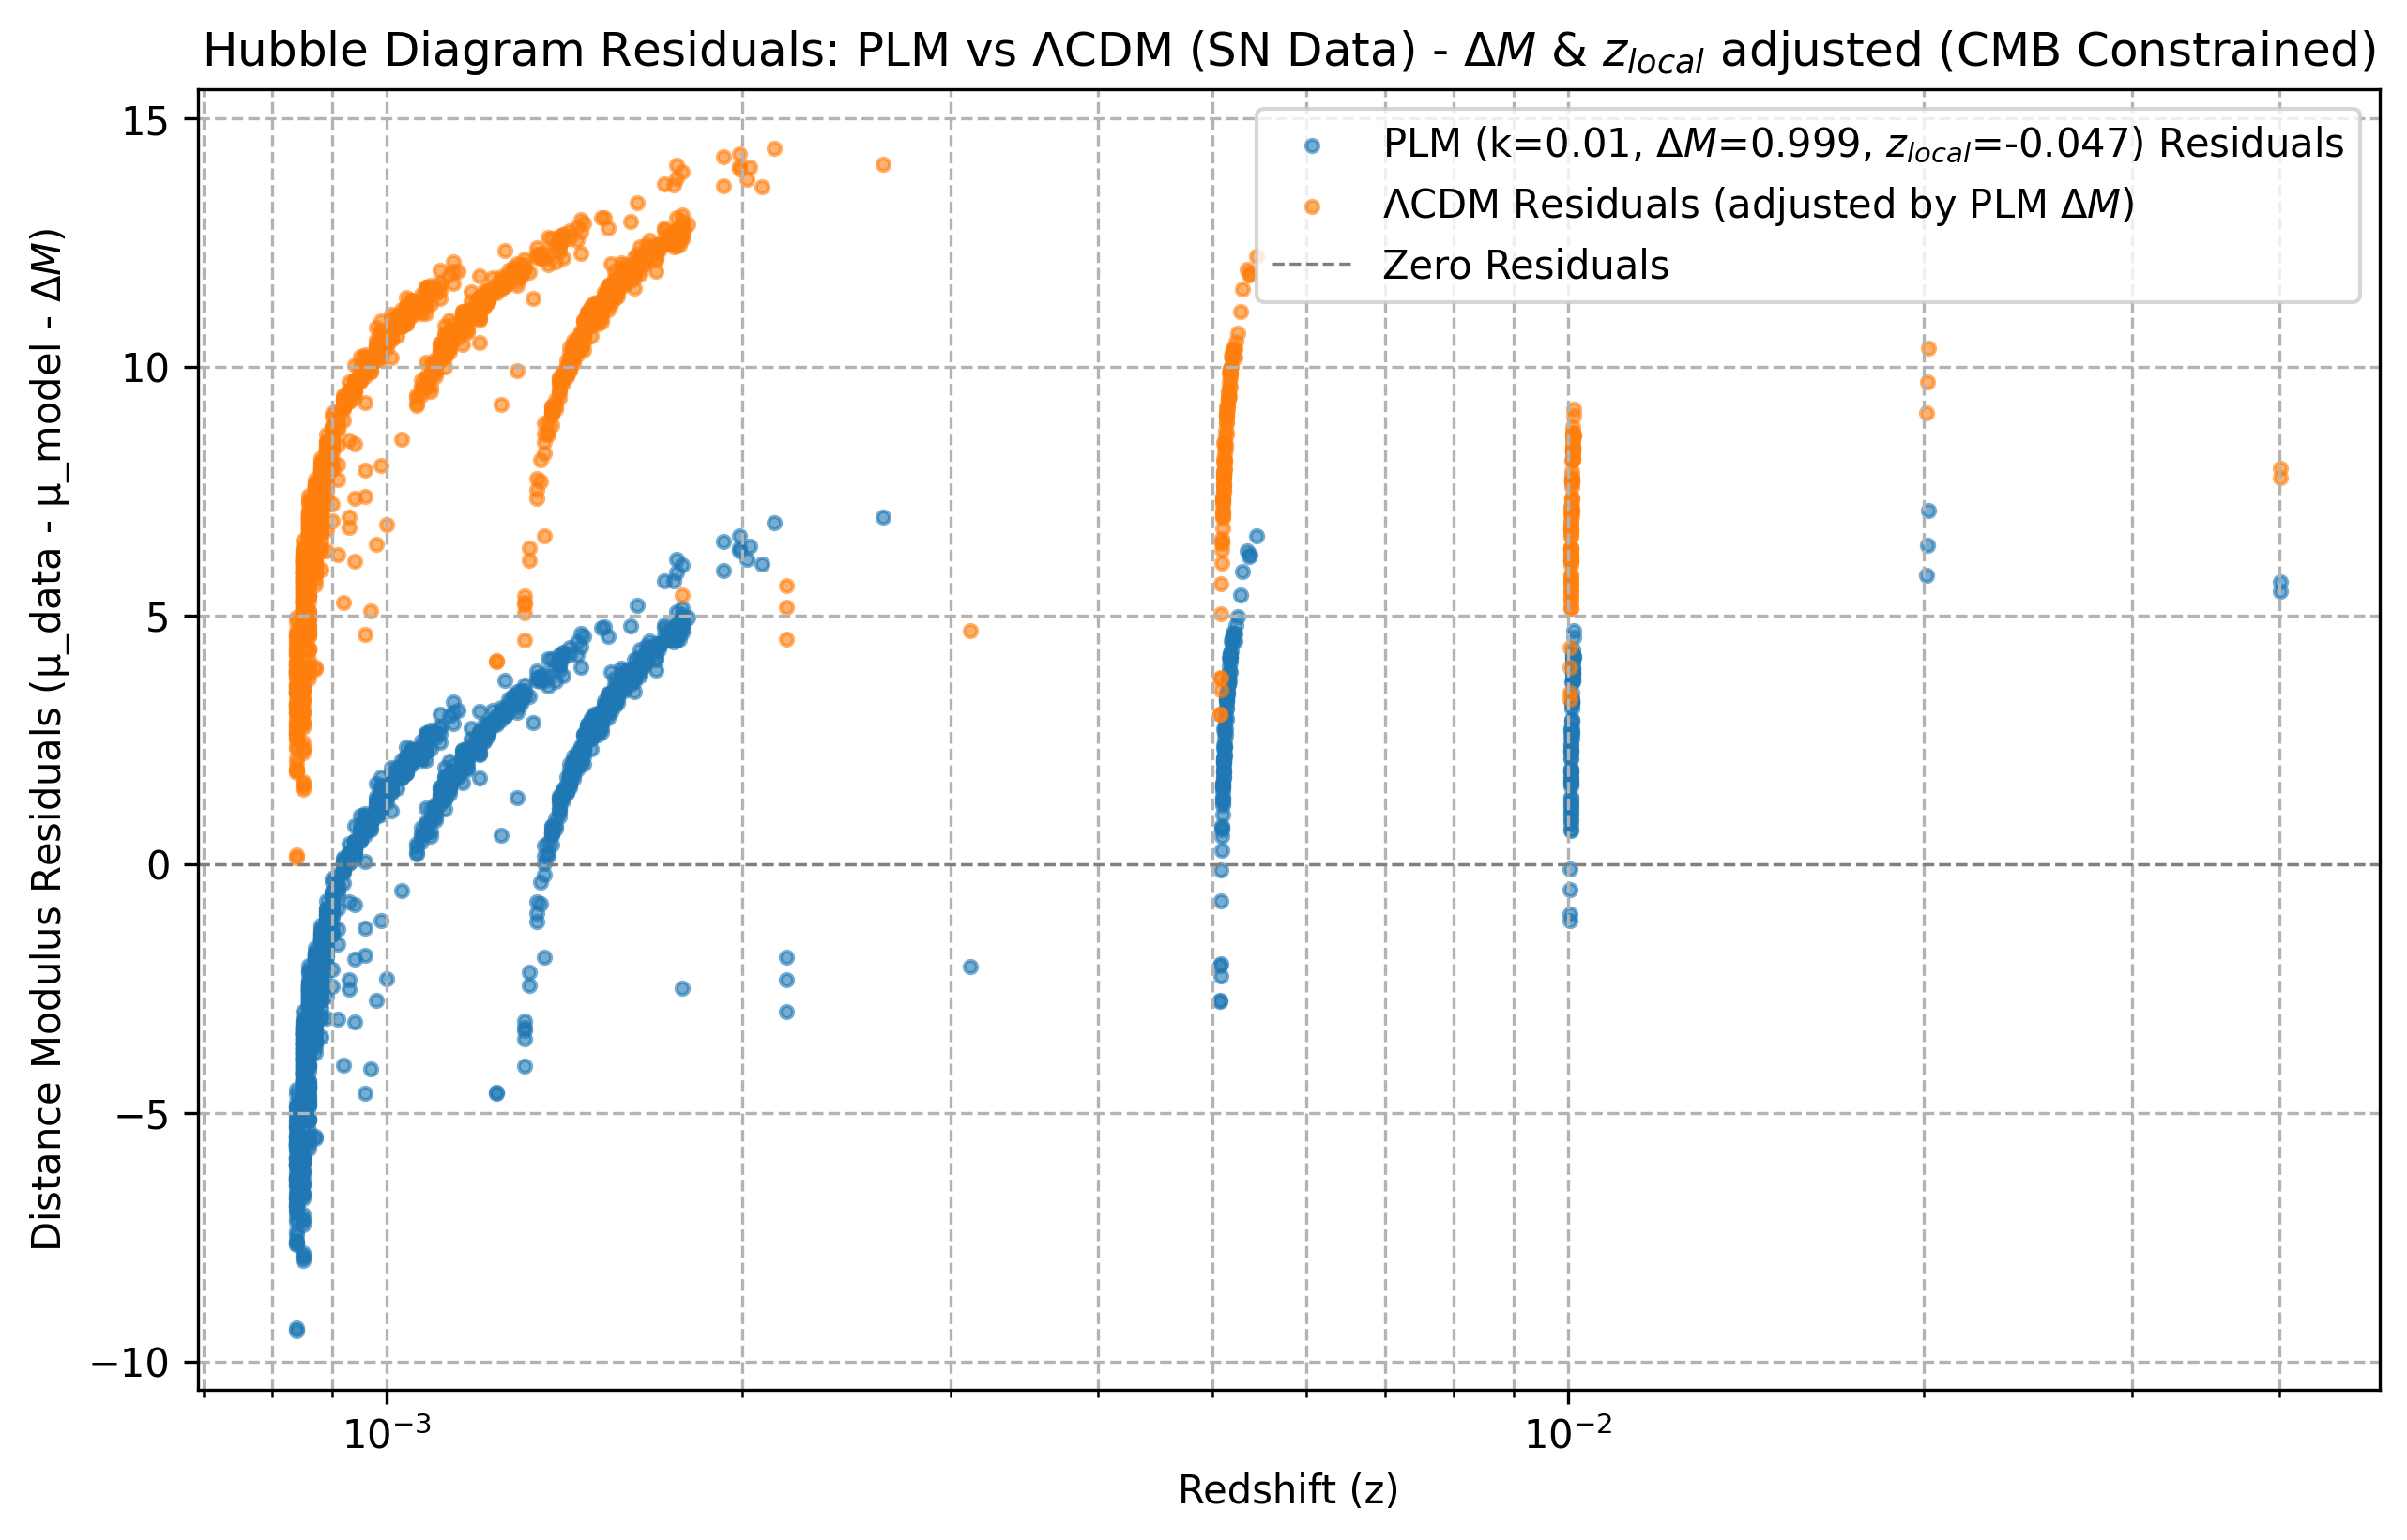 Hubble Diagram Residuals: PLM vs ΛCDM (SN Data) - ΔM & z_local adjusted (CMB Constrained)
PLM (k=0.01, ΔM=0.999, z_local=-0.047) Residuals
ΛCDM Residuals (adjusted by PLM ΔM)
Zero Residuals
Distance Modulus Residuals (μ_data - μ_model - ΔM)
15
10
5
0
−5
−10
10⁻³
10⁻²
Redshift (z)